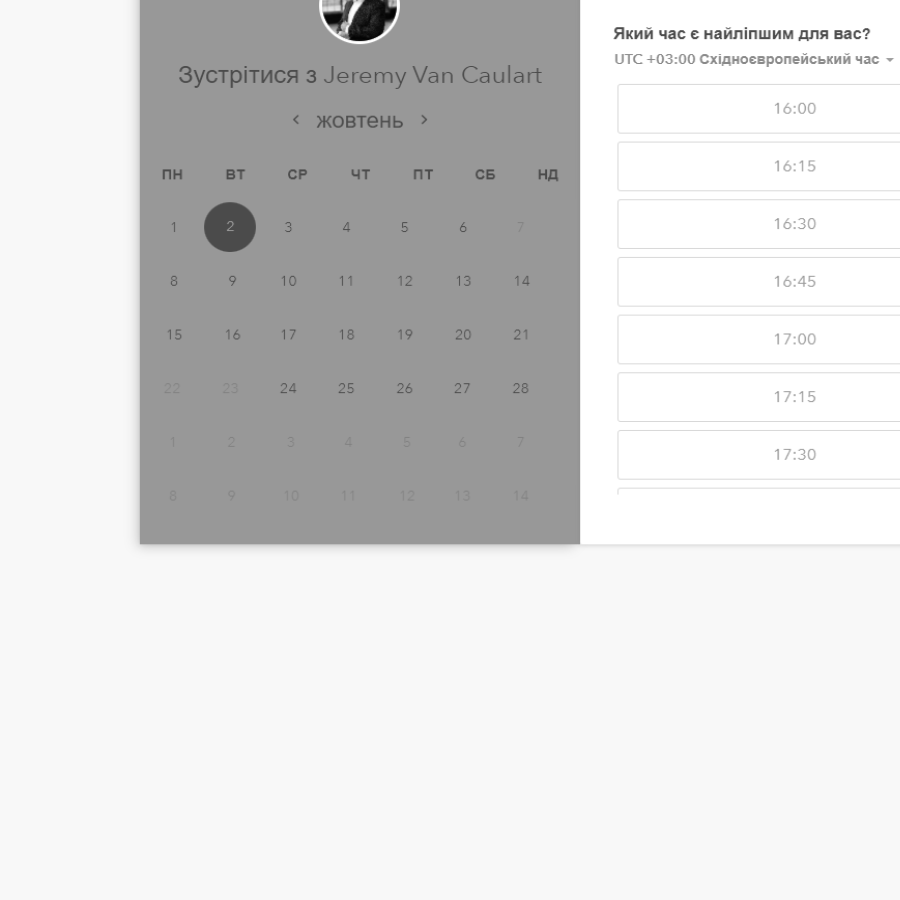 Зустрітися з Jeremy Van Caulart
‹ жовтень ›
ПН ВТ СР ЧТ ПТ СБ НД
1 2 3 4 5 6 7
8 9 10 11 12 13 14
15 16 17 18 19 20 21
22 23 24 25 26 27 28
1 2 3 4 5 6 7
8 9 10 11 12 13 14
Який час є найліпшим для вас?
UTC +03:00 Східноєвропейський час
16:00
16:15
16:30
16:45
17:00
17:15
17:30